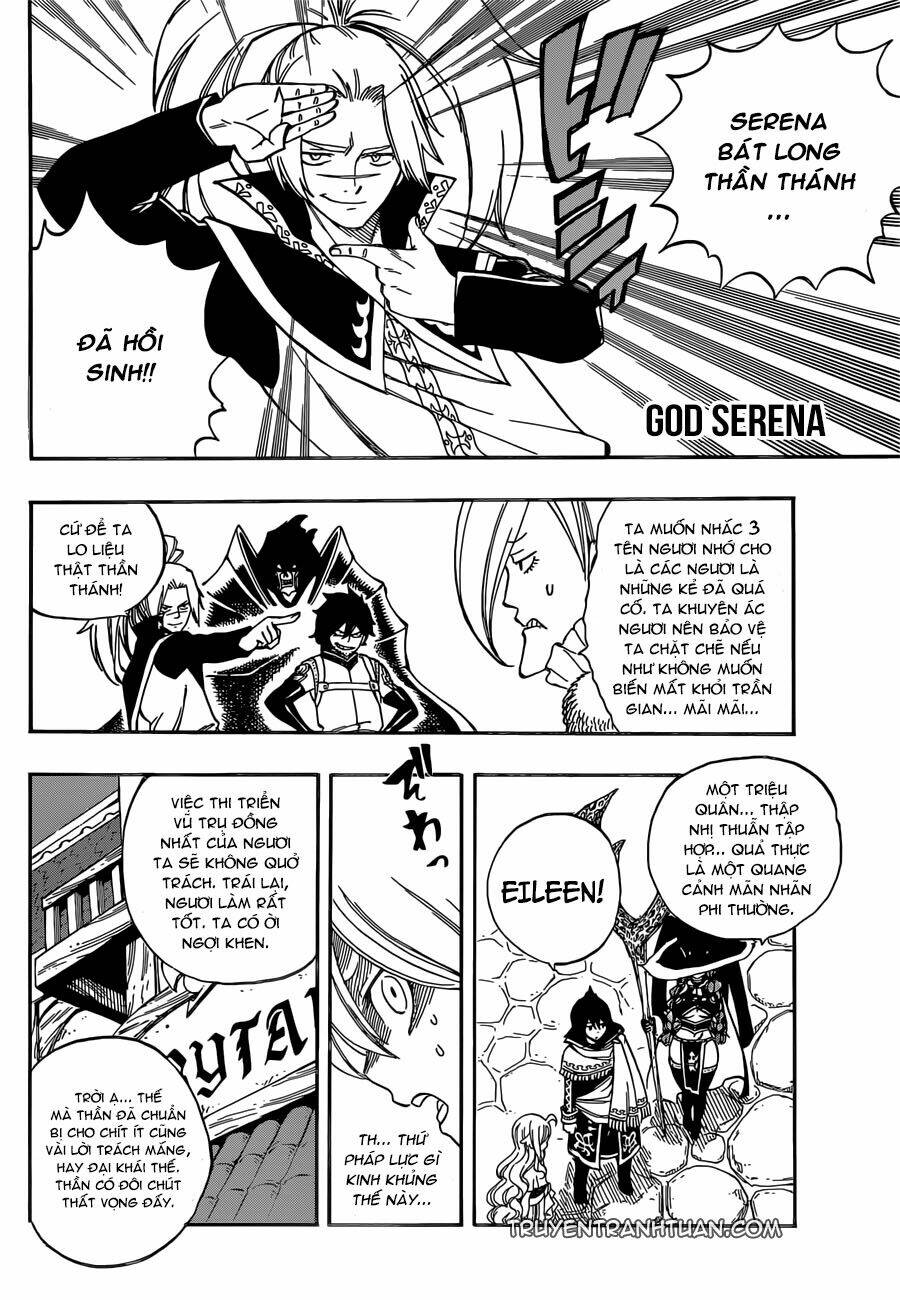 SERENA
BÁT LONG
THẦN THÁNH
...
ĐÃ HỒI
SINH!!
GOD SERENA
CỨ ĐỂ TA
LO LIỆU
THẬT THẦN
THÁNH!
TA MUỐN NHẮC 3
TÊN NGƯƠI NHỚ CHO
LÀ CÁC NGƯƠI LÀ
NHỮNG KẺ ĐÃ QUÁ
CỐ. TA KHUYÊN ÁC
NGƯƠI NÊN BẢO VỆ
TA CHẶT CHẼ NẾU
NHƯ KHÔNG MUỐN
BIẾN MẤT KHỎI TRẦN
GIAN... MÃI MÃI...
MỘT TRIỆU
QUÂN... THẬP
NHỊ THUẪN TẬP
HỢP... QUẢ THỰC
LÀ MỘT QUANG
CẢNH MÃN NHÃN
PHI THƯỜNG.
EILEEN!
ぞわっ
TH... THỨ
PHÁP LỰC GÌ
KINH KHỦNG
THẾ NÀY...
VIỆC THI TRIỂN
VŨ TRỤ ĐỒNG
NHẤT CỦA NGƯƠI
TA SẼ KHÔNG QUỞ
TRÁCH. TRÁI LẠI,
NGƯƠI LÀM RẤT
TỐT. TA CÓ ỜI
NGỢI KHEN.
TRỜI Ạ... THẾ
MÀ THẦN ĐÃ CHUẨN
BỊ CHO CHÍT ÍT CŨNG
VÀI LỜI TRÁCH MẮNG,
HAY ĐẠI KHÁI THẾ.
THẦN CÓ ĐÔI CHÚT
THẤT VỌNG ĐẤY.
TRUYENTRANHTUAN.COM